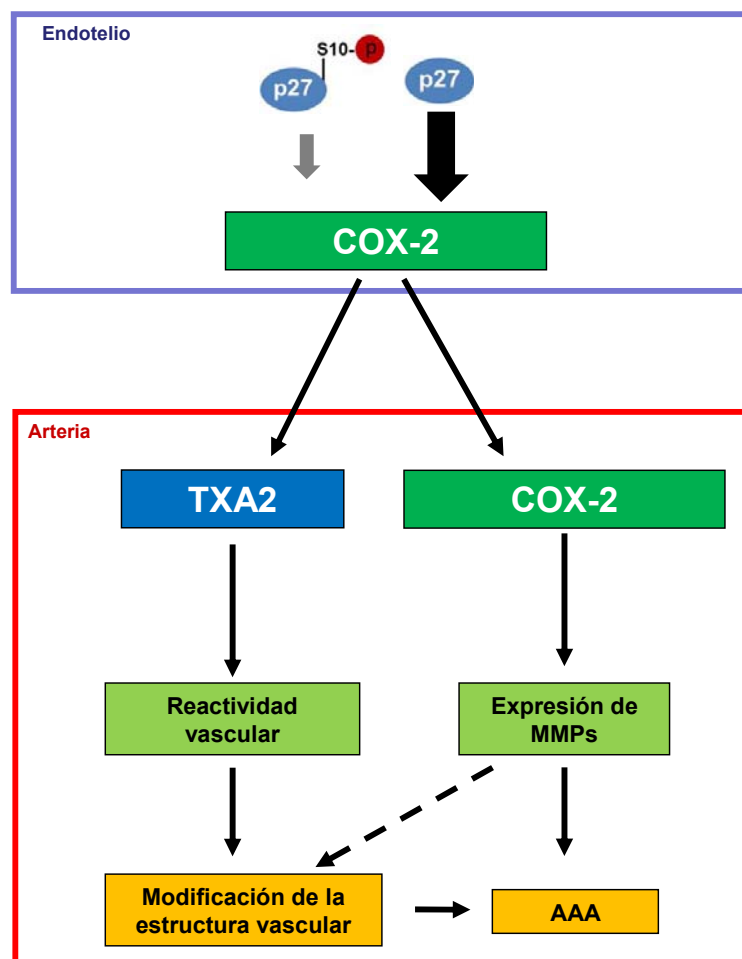 Endotelio
S10-p
p27
p27
COX-2
Arteria
TXA2
COX-2
Reactividad
vascular
Expresión de
MMPs
Modificación de la
estructura vascular
AAA